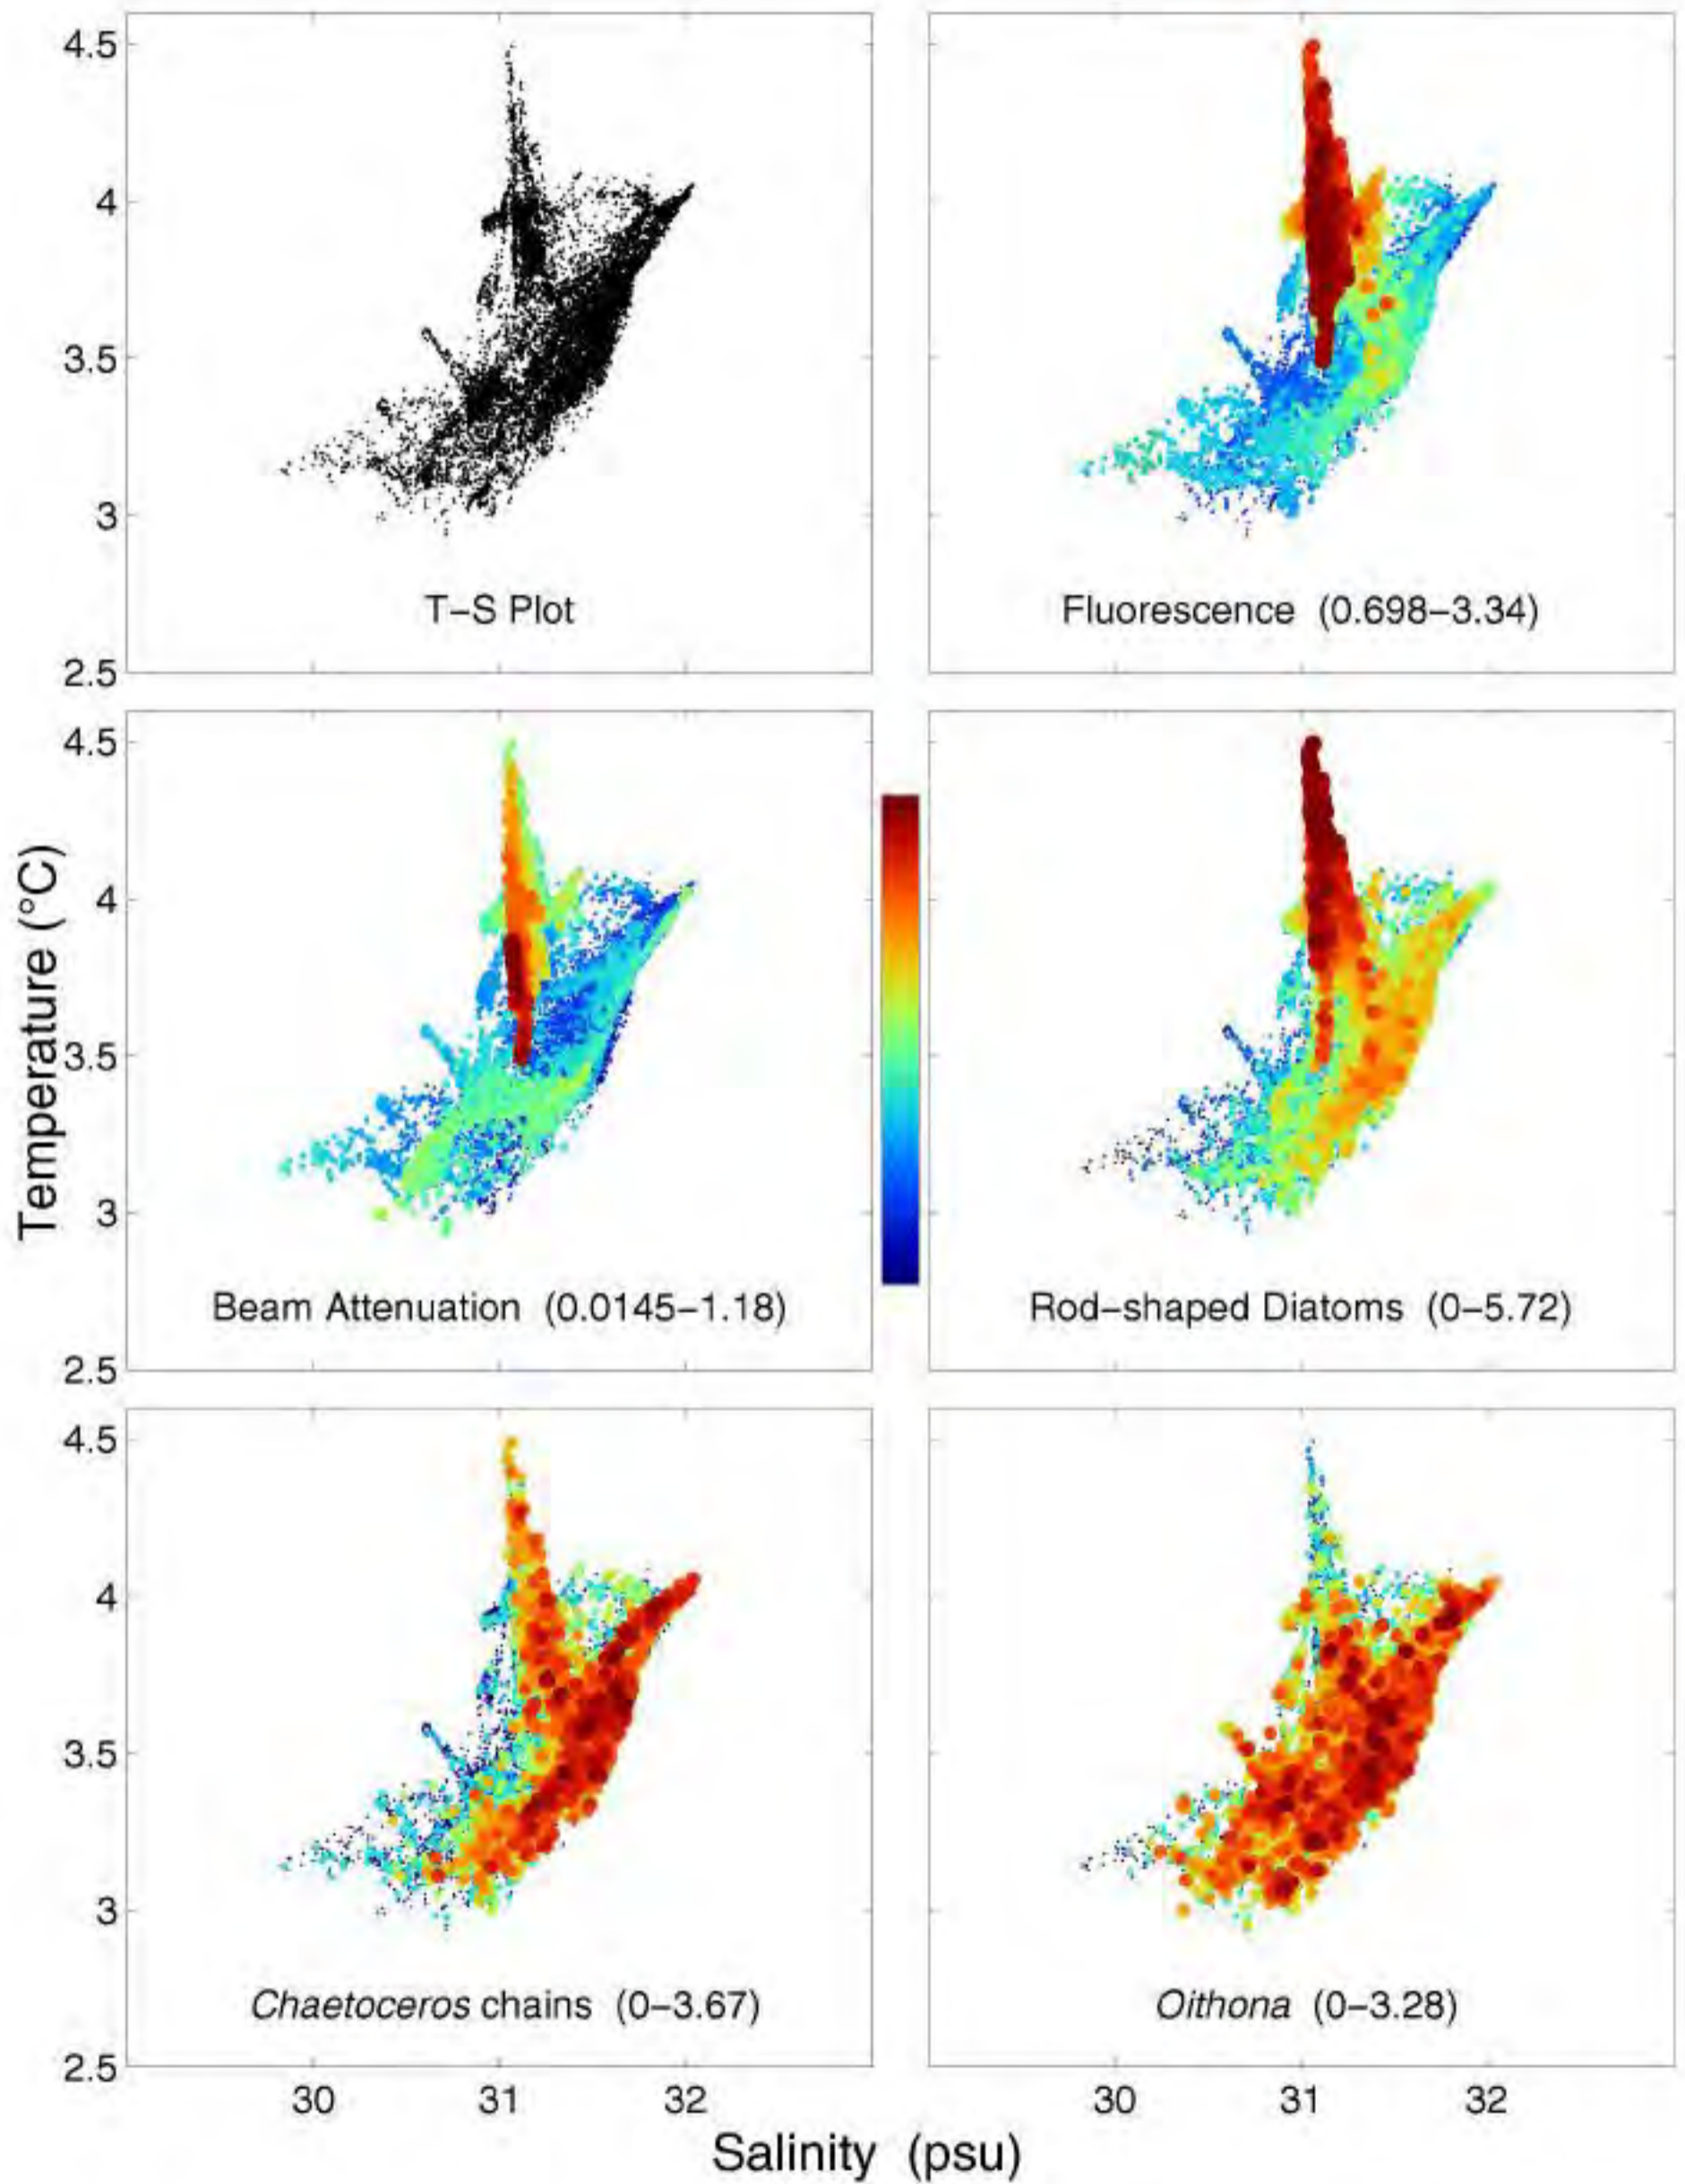 4.5
4
3.5
3
2.5
T–S Plot
Fluorescence (0.698–3.34)
4.5
4
3.5
3
2.5
Beam Attenuation (0.0145–1.18)
Rod–shaped Diatoms (0–5.72)
Temperature (°C)
4.5
4
3.5
3
2.5
Chaetoceros chains (0–3.67)
Oithona (0–3.28)
30 31 32
30 31 32
Salinity (psu)